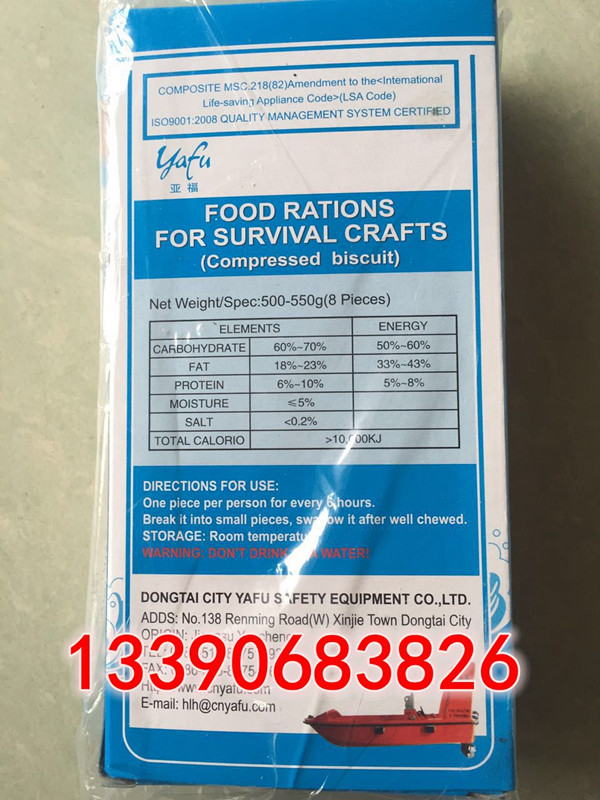 COMPOSITE MSC.218(82)Amendment to the<International
Life-saving Appliance Code>(LSA Code)
ISO9001:2008 QUALITY MANAGEMENT SYSTEM CERTIFIED
Yafu
亚福
FOOD RATIONS
FOR SURVIVAL CRAFTS
(Compressed biscuit)
Net Weight/Spec:500-550g(8 Pieces)
ELEMENTS ENERGY
CARBOHYDRATE 60%~70% 50%~60%
FAT 18%~23% 33%~43%
PROTEIN 6%~10% 5%~8%
MOISTURE ≤5%
SALT <0.2%
TOTAL CALORIO >10,000KJ
DIRECTIONS FOR USE:
One piece per person for every 6 hours.
Break it into small pieces, swallow it after well chewed.
STORAGE: Room temperature
WARNING: DON'T DRINK SEA WATER!
DONGTAI CITY YAFU SAFETY EQUIPMENT CO.,LTD.
ADDS: No.138 Renming Road(W) Xinjie Town Dongtai City
13390683826
E-mail: hlh@cnyafu.com